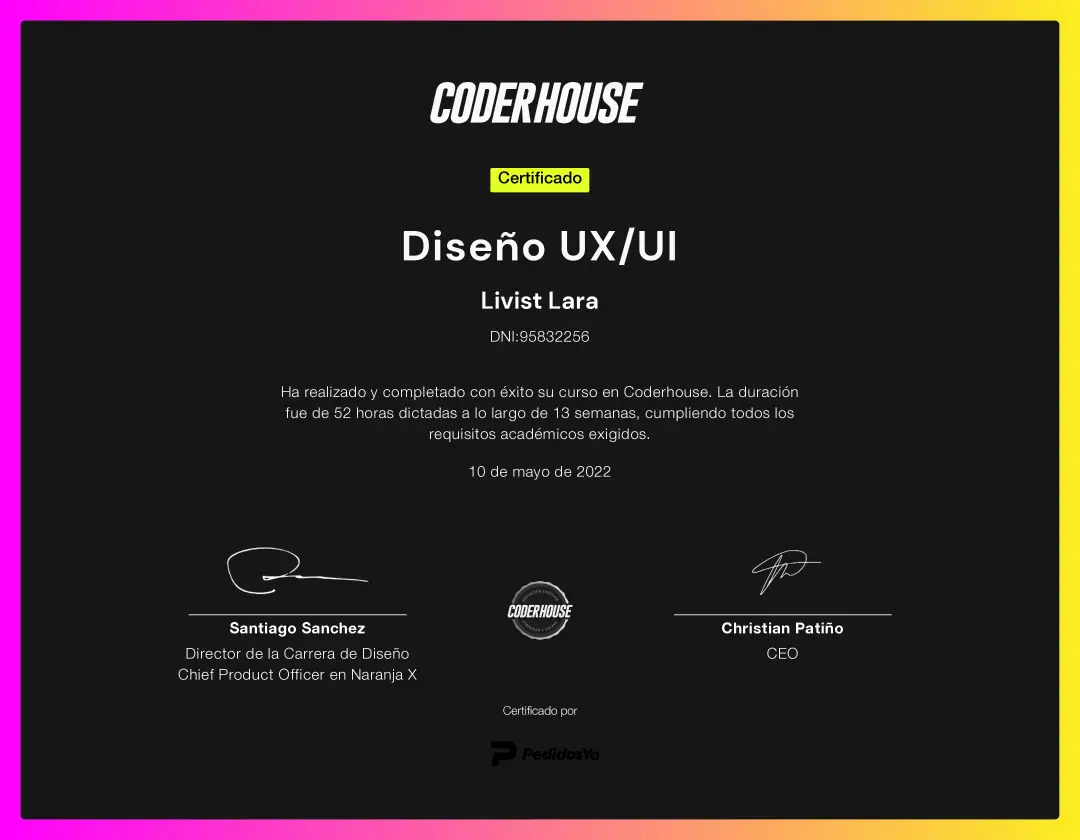 CODERHOUSE
Certificado
Diseño UX/UI
Livist Lara
DNI:95832256
Ha realizado y completado con éxito su curso en Coderhouse. La duración
fue de 52 horas dictadas a lo largo de 13 semanas, cumpliendo todos los
requisitos académicos exigidos.
10 de mayo de 2022
CODERHOUSE
Santiago Sanchez
Director de la Carrera de Diseño
Chief Product Officer en Naranja X
Christian Patiño
CEO
Certificado por
PedidosYa